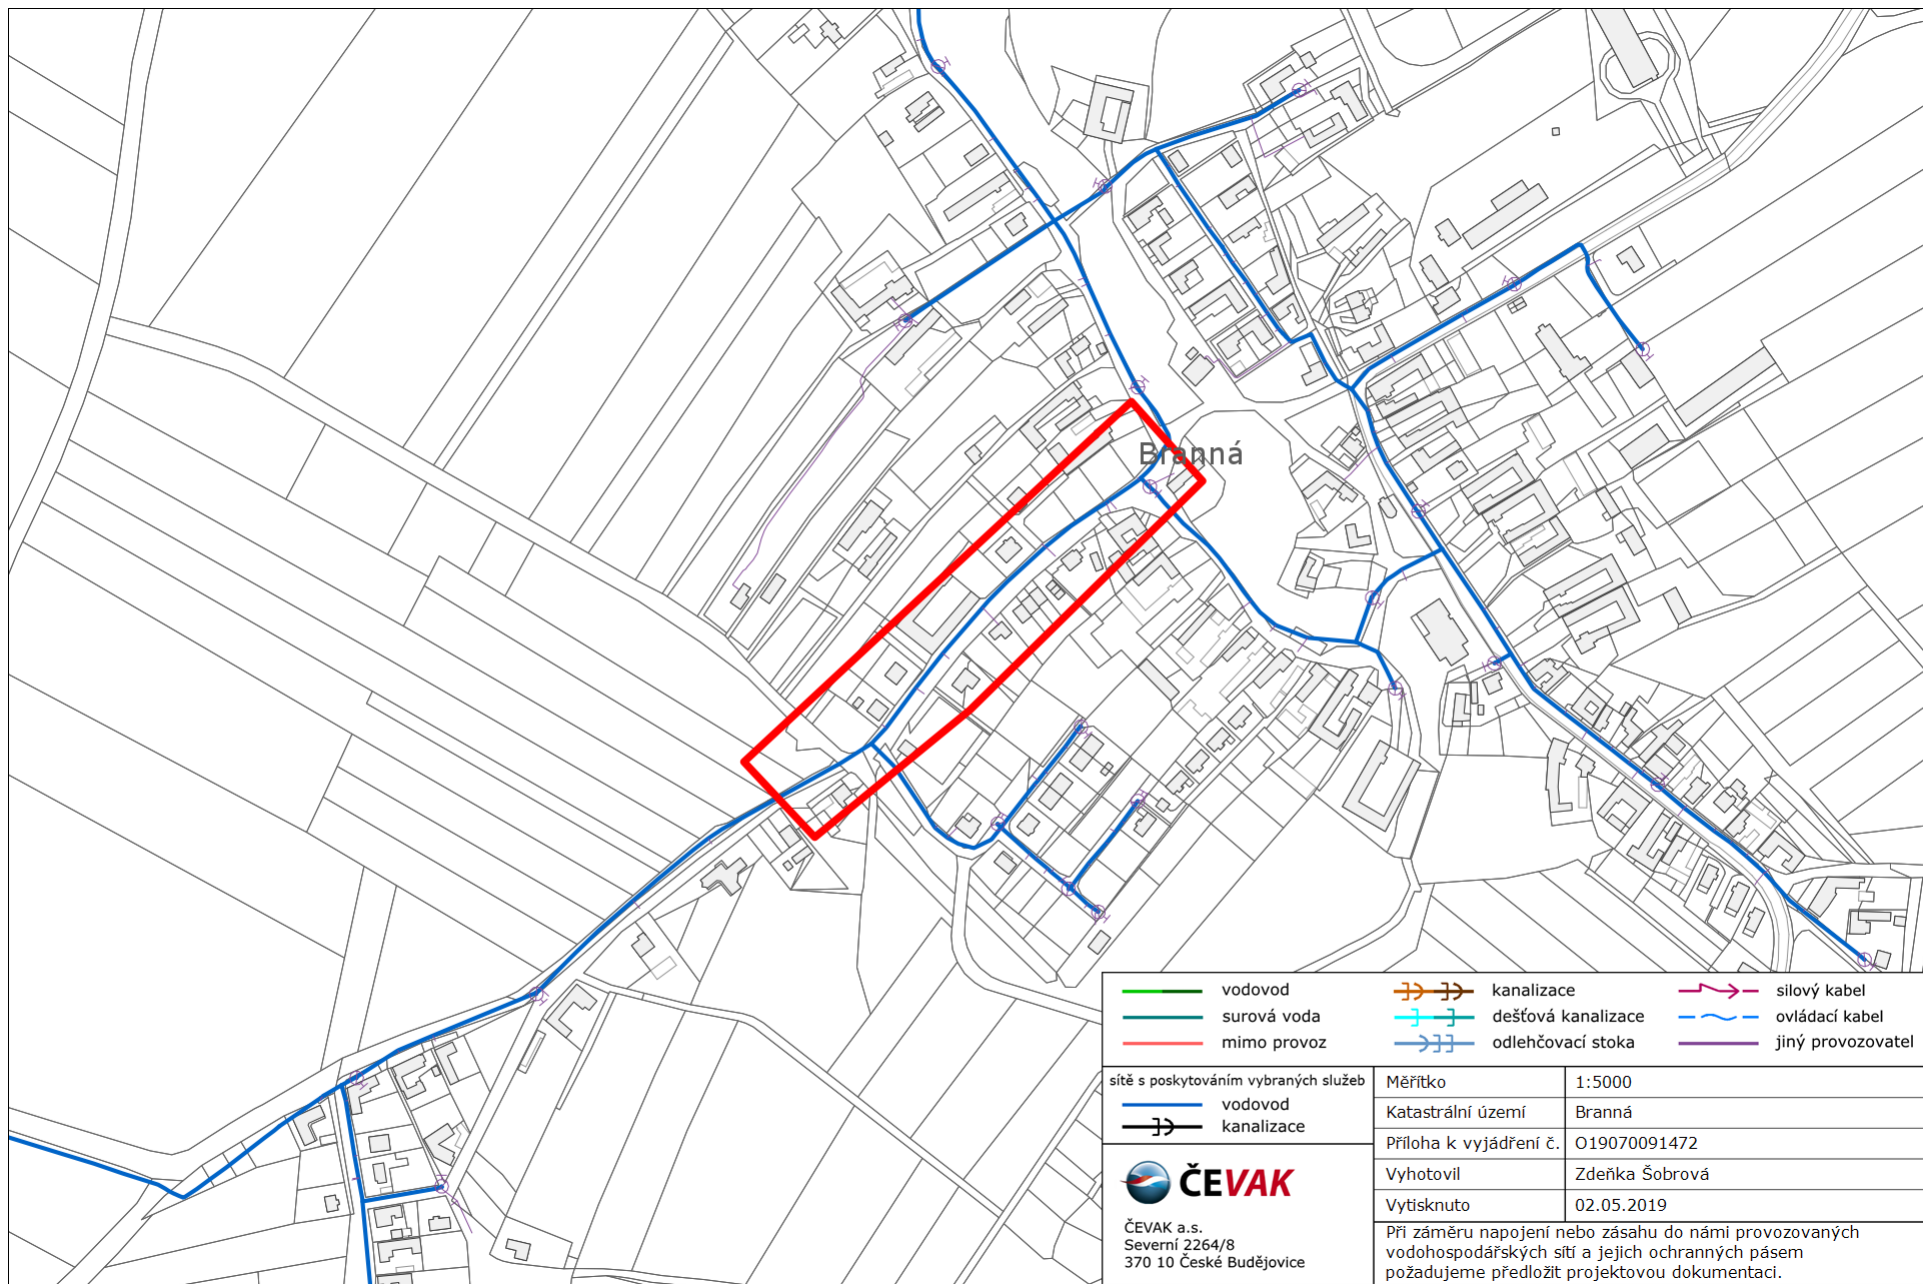 Branná
vodovod
surová voda
mimo provoz
kanalizace
dešťová kanalizace
odlehčovací stoka
silový kabel
ovládací kabel
jiný provozovatel
sítě s poskytováním vybraných služeb
vodovod
kanalizace
ČEVAK
ČEVAK a.s.
Severní 2264/8
370 10 České Budějovice
Měřítko 1:5000
Katastrální území Branná
Příloha k vyjádření č. O19070091472
Vyhotovil Zdeňka Šobrová
Vytisknuto 02.05.2019
Při záměru napojení nebo zásahu do námi provozovaných
vodohospodářských sítí a jejich ochranných pásem
požadujeme předložit projektovou dokumentaci.